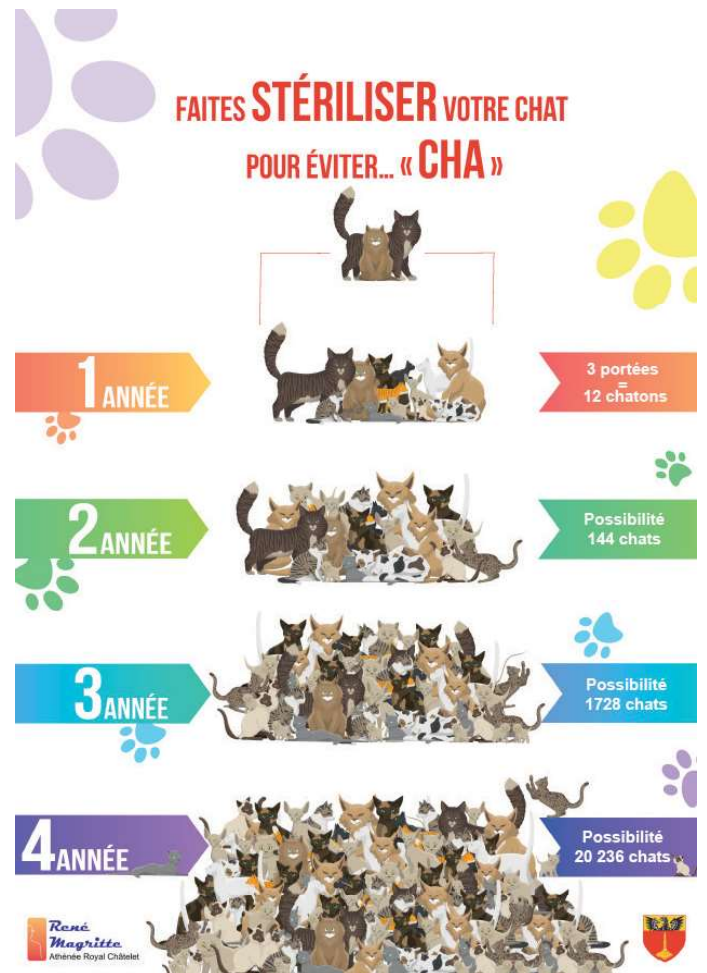 FAITES STÉRILISER VOTRE CHAT
POUR ÉVITER... « CHA »
1 ANNÉE
3 portées
=
12 chatons
2 ANNÉE
Possibilité
144 chats
3 ANNÉE
Possibilité
1728 chats
4 ANNÉE
Possibilité
20 236 chats
René
Magritte
Athénée Royal Châtelet